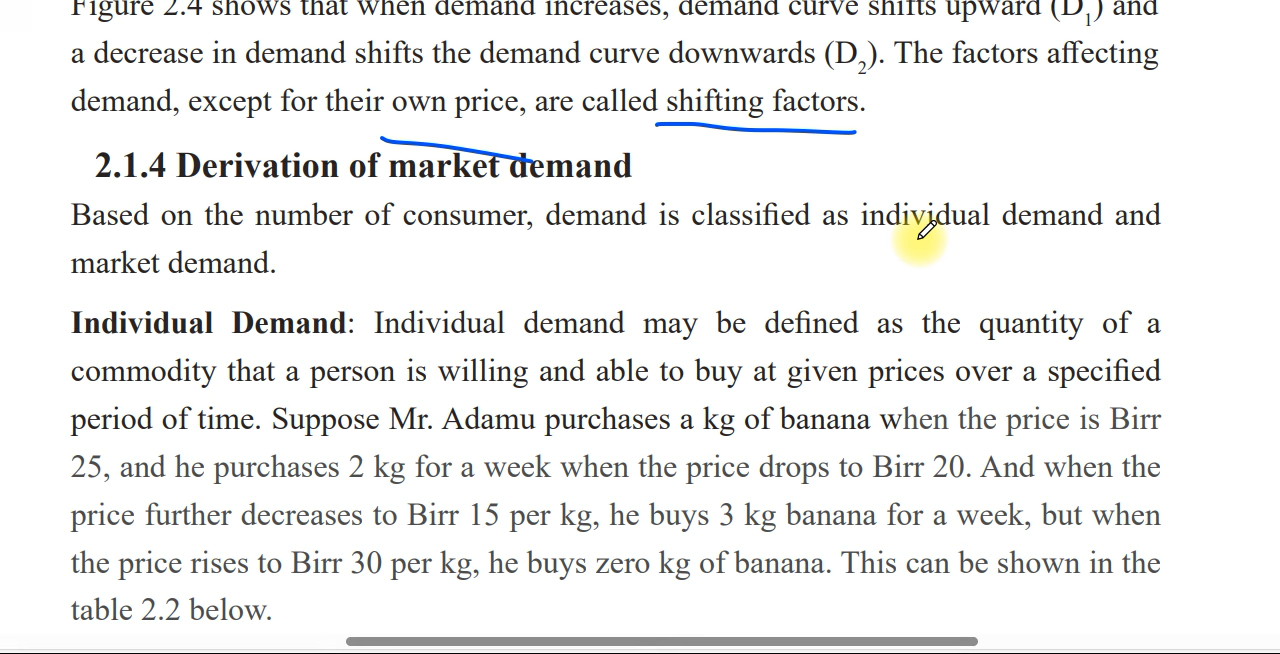 Figure 2.4 shows that when demand increases, demand curve shifts upward (D₁) and
a decrease in demand shifts the demand curve downwards (D₂). The factors affecting
demand, except for their own price, are called shifting factors.
2.1.4 Derivation of market demand
Based on the number of consumer, demand is classified as individual demand and
market demand.
Individual Demand: Individual demand may be defined as the quantity of a
commodity that a person is willing and able to buy at given prices over a specified
period of time. Suppose Mr. Adamu purchases a kg of banana when the price is Birr
25, and he purchases 2 kg for a week when the price drops to Birr 20. And when the
price further decreases to Birr 15 per kg, he buys 3 kg banana for a week, but when
the price rises to Birr 30 per kg, he buys zero kg of banana. This can be shown in the
table 2.2 below.